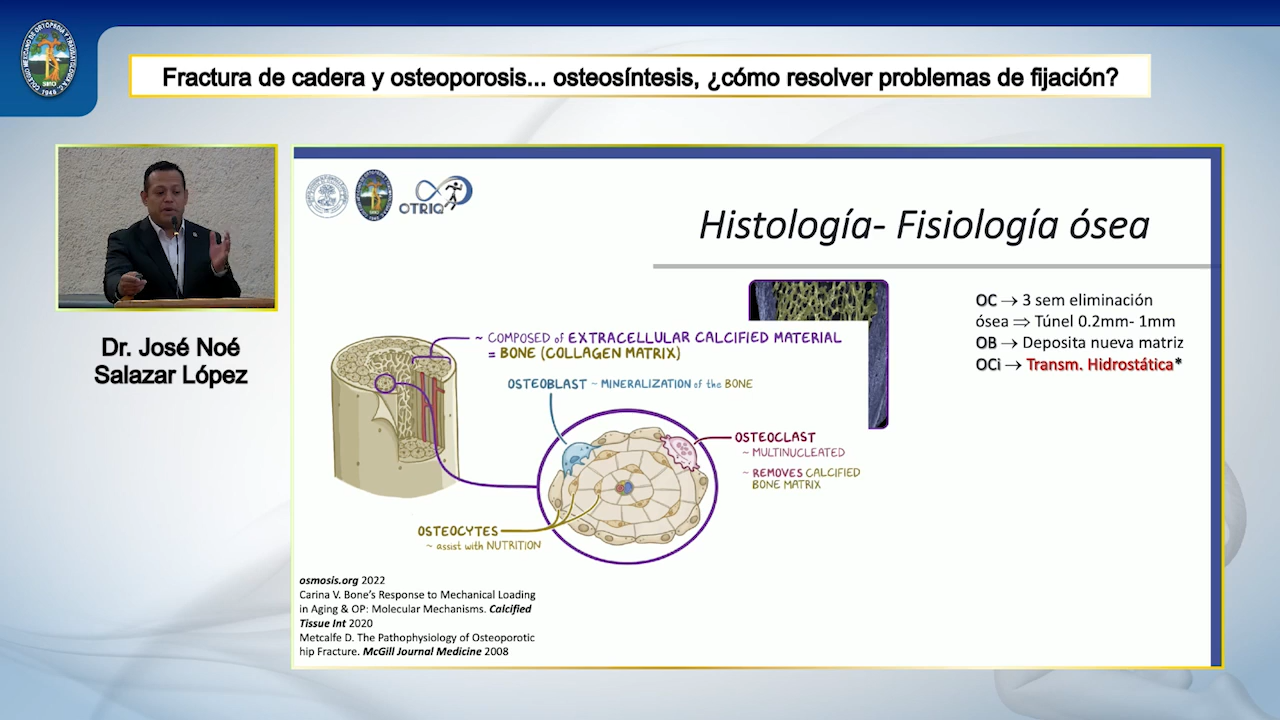 Fractura de cadera y osteoporosis... osteosíntesis, ¿cómo resolver problemas de fijación?
Dr. José Noé
Salazar López
OTRIQ
Histología- Fisiología ósea
OC → 3 sem eliminación
ósea ⇒ Túnel 0.2mm- 1mm
OB → Deposita nueva matriz
OCi → Transm. Hidrostática*
~ COMPOSED of EXTRACELLULAR CALCIFIED MATERIAL
= BONE (COLLAGEN MATRIX)
OSTEOBLAST ~ MINERALIZATION of the BONE
OSTEOCLAST
~ MULTINUCLEATED
~ REMOVES CALCIFIED
BONE MATRIX
OSTEOCYTES
~ assist with NUTRITION
osmosis.org 2022
Carina V. Bone's Response to Mechanical Loading
in Aging & OP: Molecular Mechanisms. Calcified
Tissue Int 2020
Metcalfe D. The Pathophysiology of Osteoporotic
hip Fracture. McGill Journal Medicine 2008